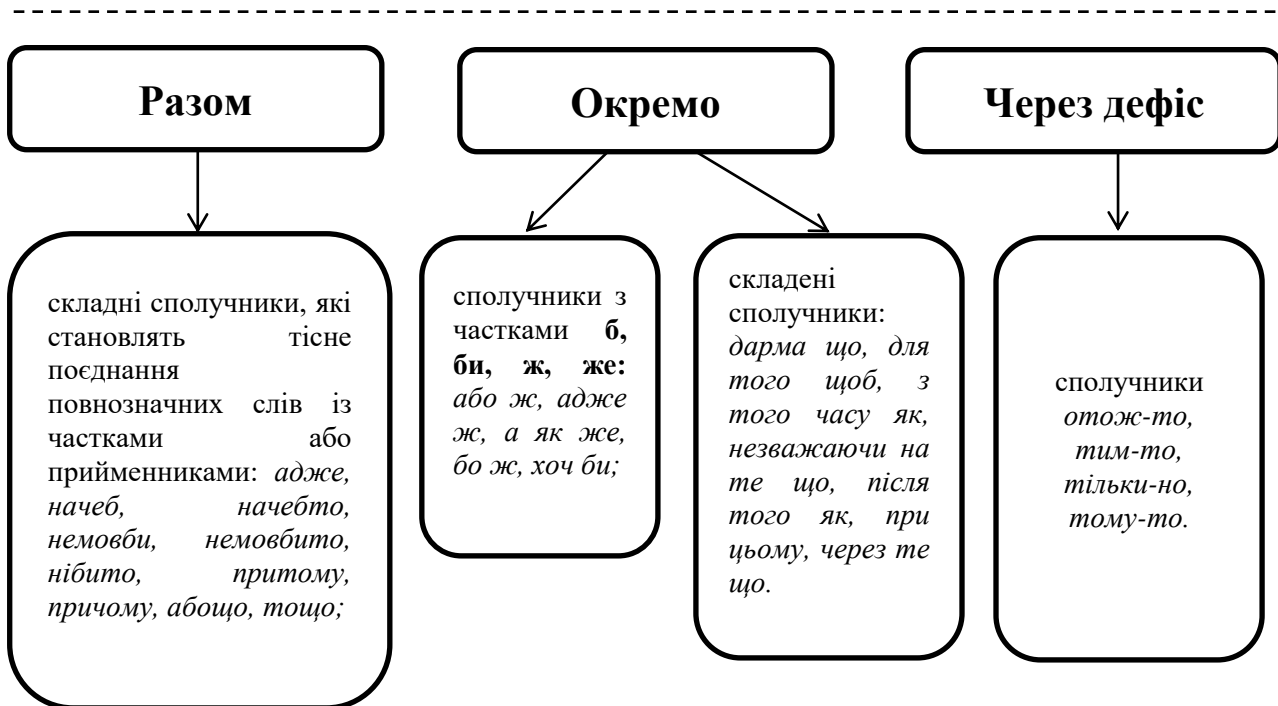 Разом
Окремо
Через дефіс
складні сполучники, які
становлять тісне
поєднання
повнозначних слів із
частками або
прийменниками: адже,
начеб, начебто,
немовби, немовбито,
нібито, притому,
причому, абощо, тощо;
сполучники з
частками б,
би, ж, же:
або ж, адже
ж, а як же,
бо ж, хоч би;
складені
сполучники:
дарма що, для
того щоб, з
того часу як,
незважаючи на
те що, після
того як, при
цьому, через те
що.
сполучники
отож-то,
тим-то,
тільки-но,
тому-то.